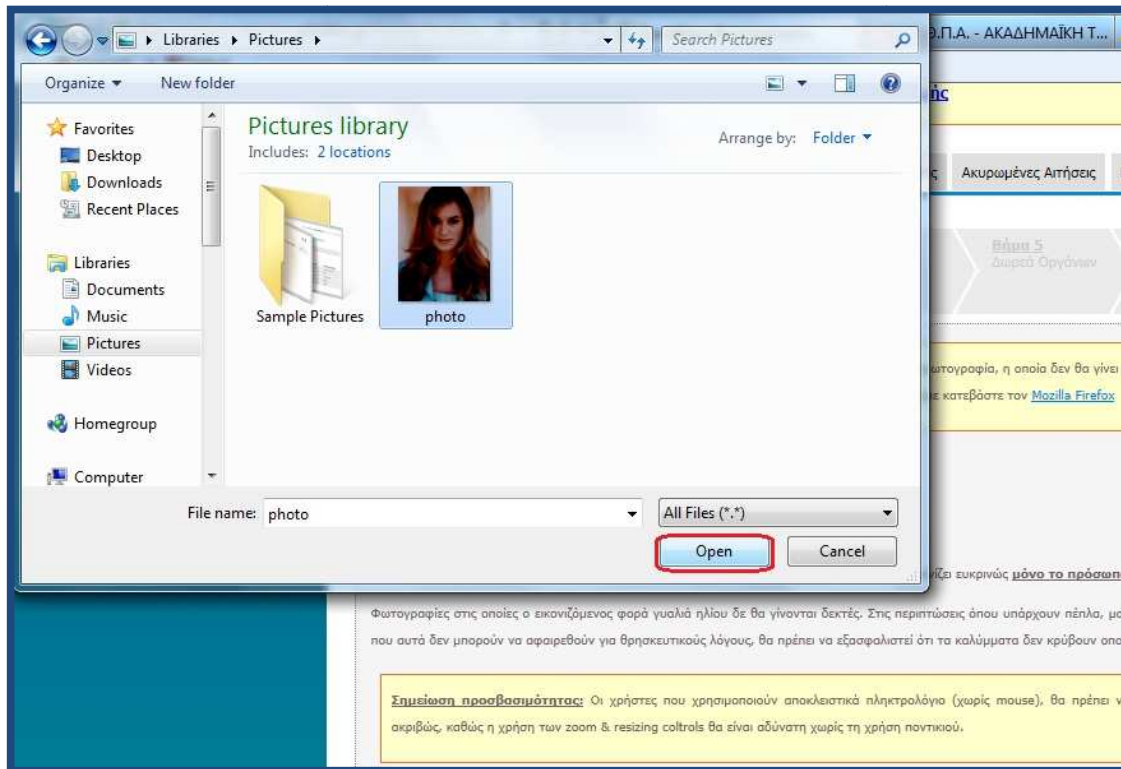 Libraries Pictures
Search Pictures
Θ.Π.Α. - ΑΚΑΔΗΜΑΪΚΗ Τ...
Organize New folder
ής
Favorites
Desktop
Downloads
Recent Places
Libraries
Documents
Music
Pictures
Videos
Homegroup
Computer
Pictures library
Includes: 2 locations
Arrange by: Folder
Sample Pictures
photo
File name: photo
All Files (*.*)
Open
Cancel
ς
Ακυρωμένες Αιτήσεις
Βήμα 5
Δωρεά Οργάνων
ωτογραφία, η οποία δεν θα γίνει
ε κατεβάστε τον Mozilla Firefox
νίζει ευκρινώς μόνο το πρόσωπ
Φωτογραφίες στις οποίες ο εικονιζόμενος φορά γυαλιά ηλίου δε θα γίνονται δεκτές. Στις περιπτώσεις όπου υπάρχουν πέπλα, μα
που αυτά δεν μπορούν να αφαιρεθούν για θρησκευτικούς λόγους, θα πρέπει να εξασφαλιστεί ότι τα καλύμματα δεν κρύβουν οπο
Σημείωση προσβασιμότητας: Οι χρήστες που χρησιμοποιούν αποκλειστικά πληκτρολόγιο (χωρίς mouse), θα πρέπει ν
ακριβώς, καθώς η χρήση των zoom & resizing coltrols θα είναι αδύνατη χωρίς τη χρήση ποντικιού.